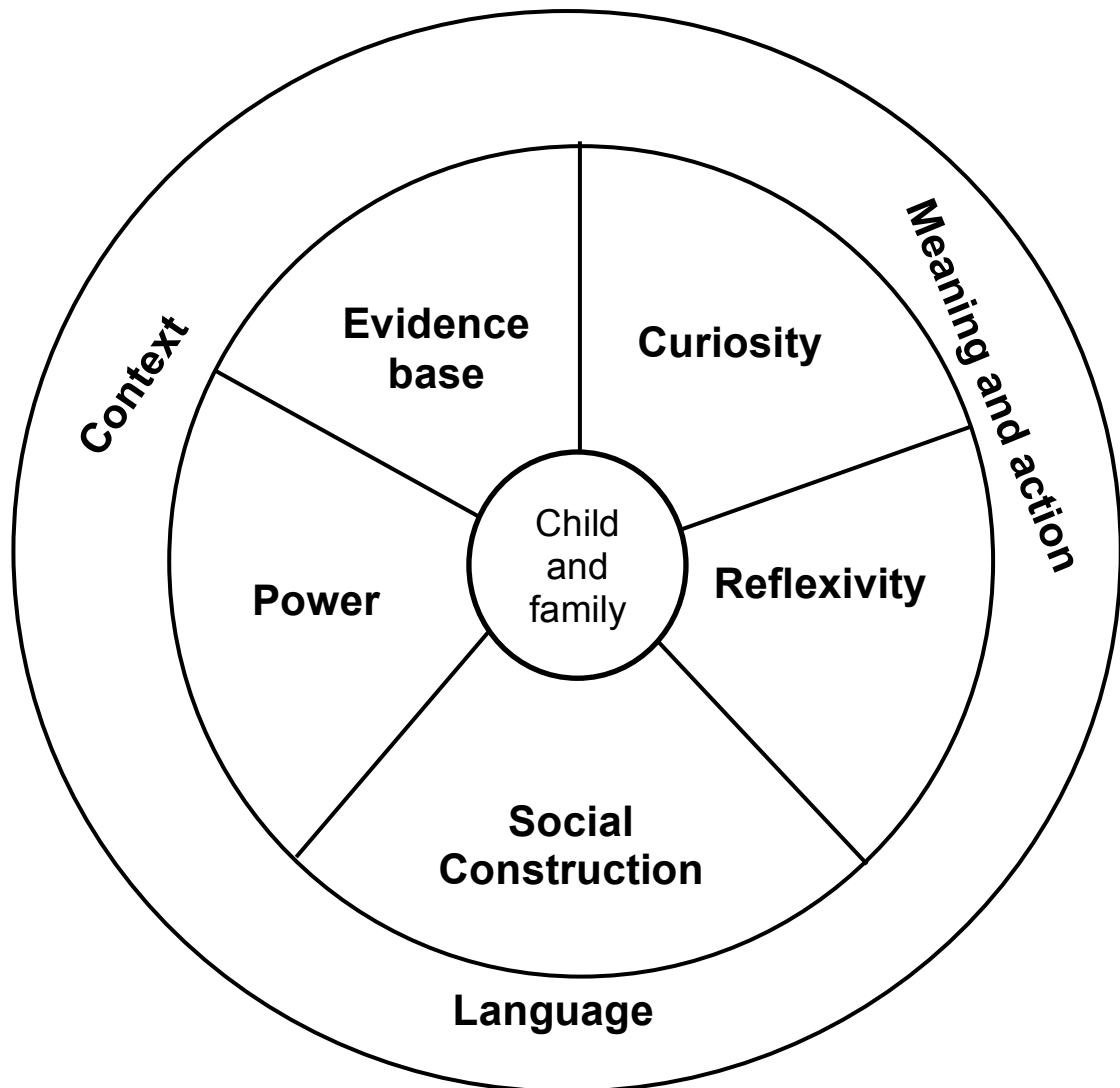 Meaning and action
Evidence
base
Curiosity
Context
Child
and
family
Power
Reflexivity
Social
Construction
Language